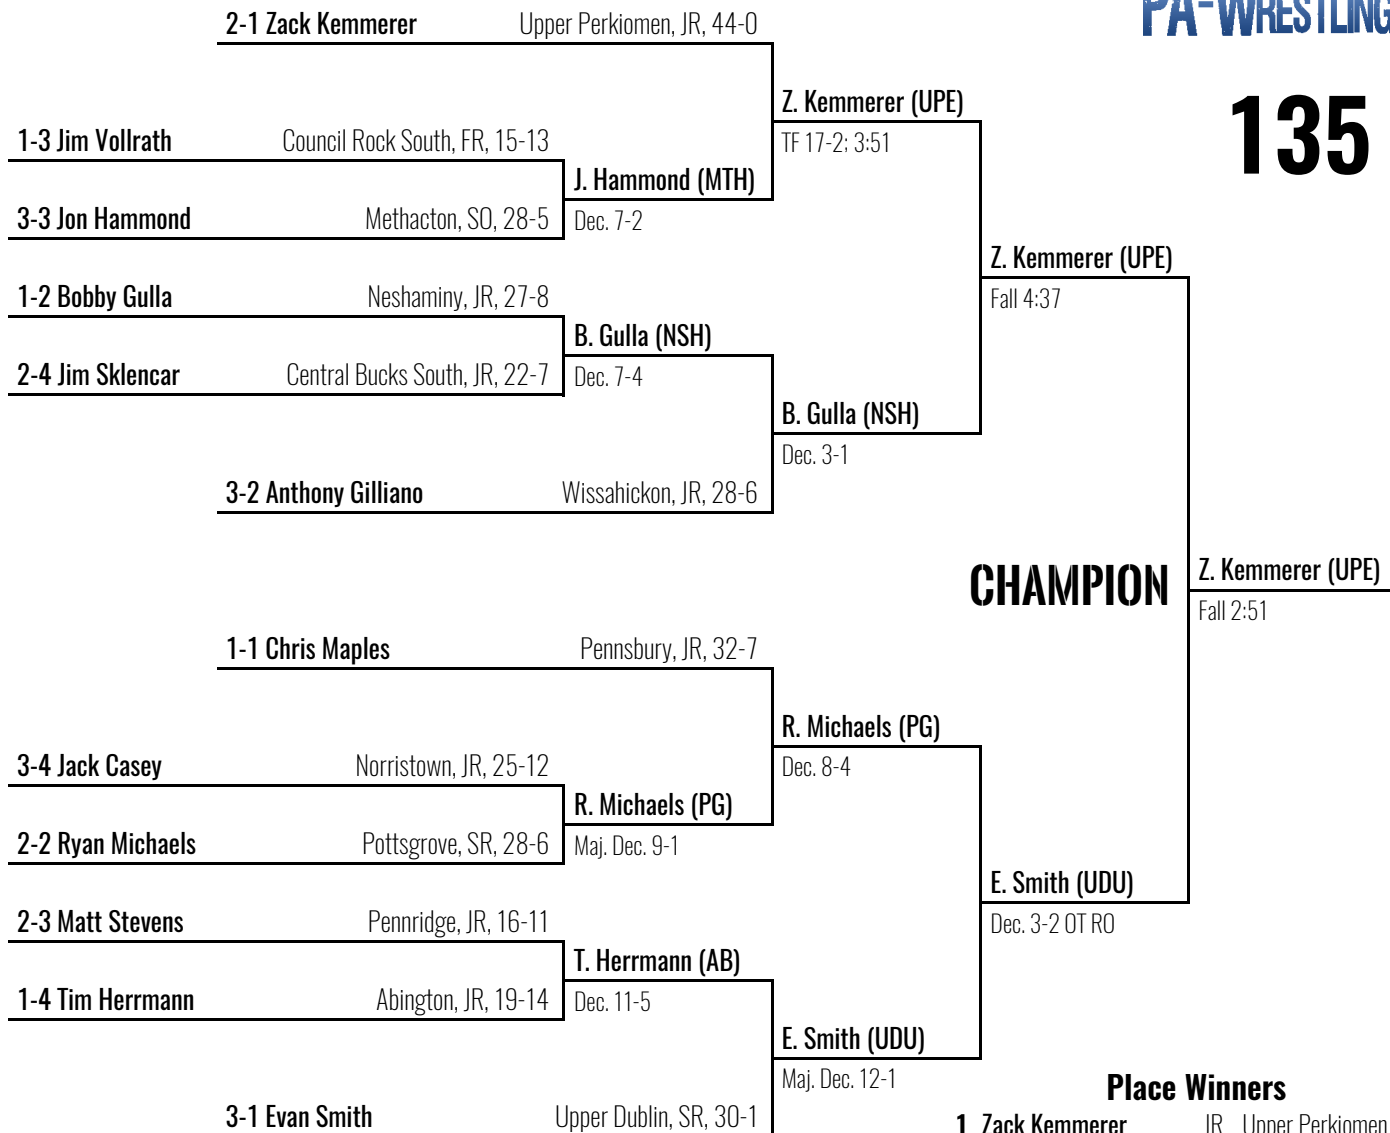 PA-WRESTLING
135
2-1 Zack Kemmerer Upper Perkiomen, JR, 44-0
Z. Kemmerer (UPE)
TF 17-2; 3:51
1-3 Jim Vollrath Council Rock South, FR, 15-13
J. Hammond (MTH)
Dec. 7-2
3-3 Jon Hammond Methacton, SO, 28-5
Z. Kemmerer (UPE)
Fall 4:37
1-2 Bobby Gulla Neshaminy, JR, 27-8
B. Gulla (NSH)
Dec. 7-4
2-4 Jim Sklencar Central Bucks South, JR, 22-7
B. Gulla (NSH)
Dec. 3-1
3-2 Anthony Gilliano Wissahickon, JR, 28-6
CHAMPION
Z. Kemmerer (UPE)
Fall 2:51
1-1 Chris Maples Pennsbury, JR, 32-7
R. Michaels (PG)
Dec. 8-4
3-4 Jack Casey Norristown, JR, 25-12
R. Michaels (PG)
Maj. Dec. 9-1
2-2 Ryan Michaels Pottsgrove, SR, 28-6
E. Smith (UDU)
Dec. 3-2 OT RO
2-3 Matt Stevens Pennridge, JR, 16-11
T. Herrmann (AB)
Dec. 11-5
1-4 Tim Herrmann Abington, JR, 19-14
E. Smith (UDU)
Maj. Dec. 12-1
3-1 Evan Smith Upper Dublin, SR, 30-1
Place Winners
1 Zack Kemmerer JR Upper Perkiomen